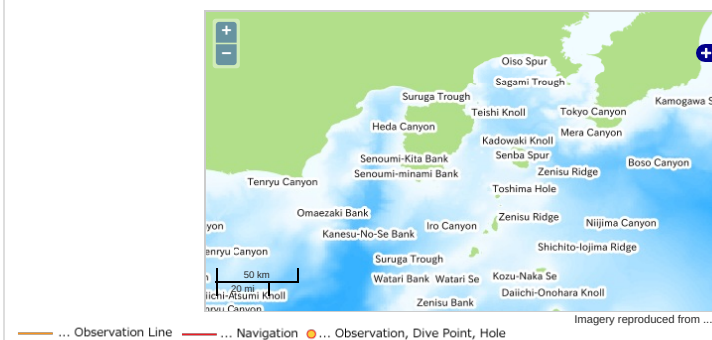 +
−
+
Oiso Spur
Sagami Trough
Suruga Trough
Kamogawa S
Teishi Knoll
Tokyo Canyon
Heda Canyon
Mera Canyon
Kadowaki Knoll
Senba Spur
Senoumi-Kita Bank
Boso Canyon
Senoumi-minami Bank
Zenisu Ridge
Tenryu Canyon
Toshima Hole
Omaezaki Bank
Zenisu Ridge
yon
Iro Canyon
Niijima Canyon
Kanesu-No-Se Bank
enryu Canyon
Shichito-Iojima Ridge
Suruga Trough
50 km
Watari Bank
Watari Se
Kozu-Naka Se
20 mi
iichi-Atsumi Knoll
Daiichi-Onohara Knoll
Zenisu Bank
nryu Canyon
Imagery reproduced from ...
... Observation Line
... Navigation
... Observation, Dive Point, Hole